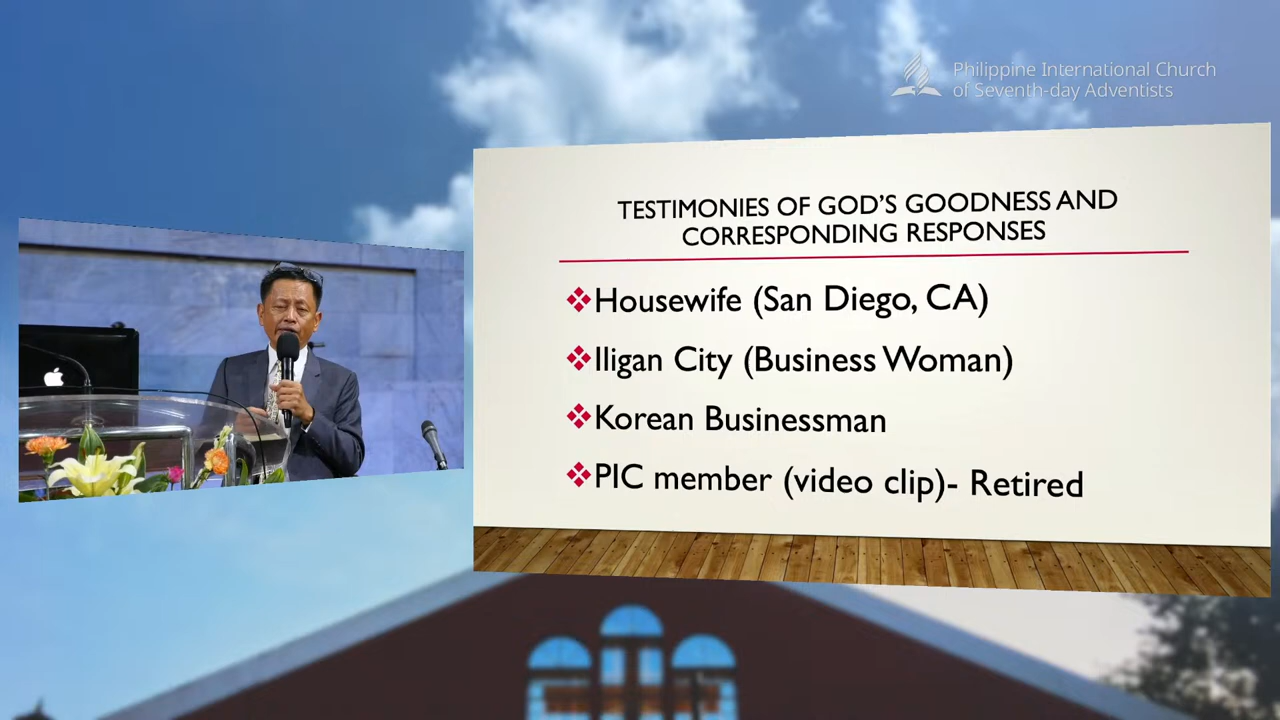 Philippine International Church
of Seventh-day Adventists
TESTIMONIES OF GOD'S GOODNESS AND
CORRESPONDING RESPONSES
❖Housewife (San Diego, CA)
❖Iligan City (Business Woman)
❖Korean Businessman
❖PIC member (video clip)- Retired